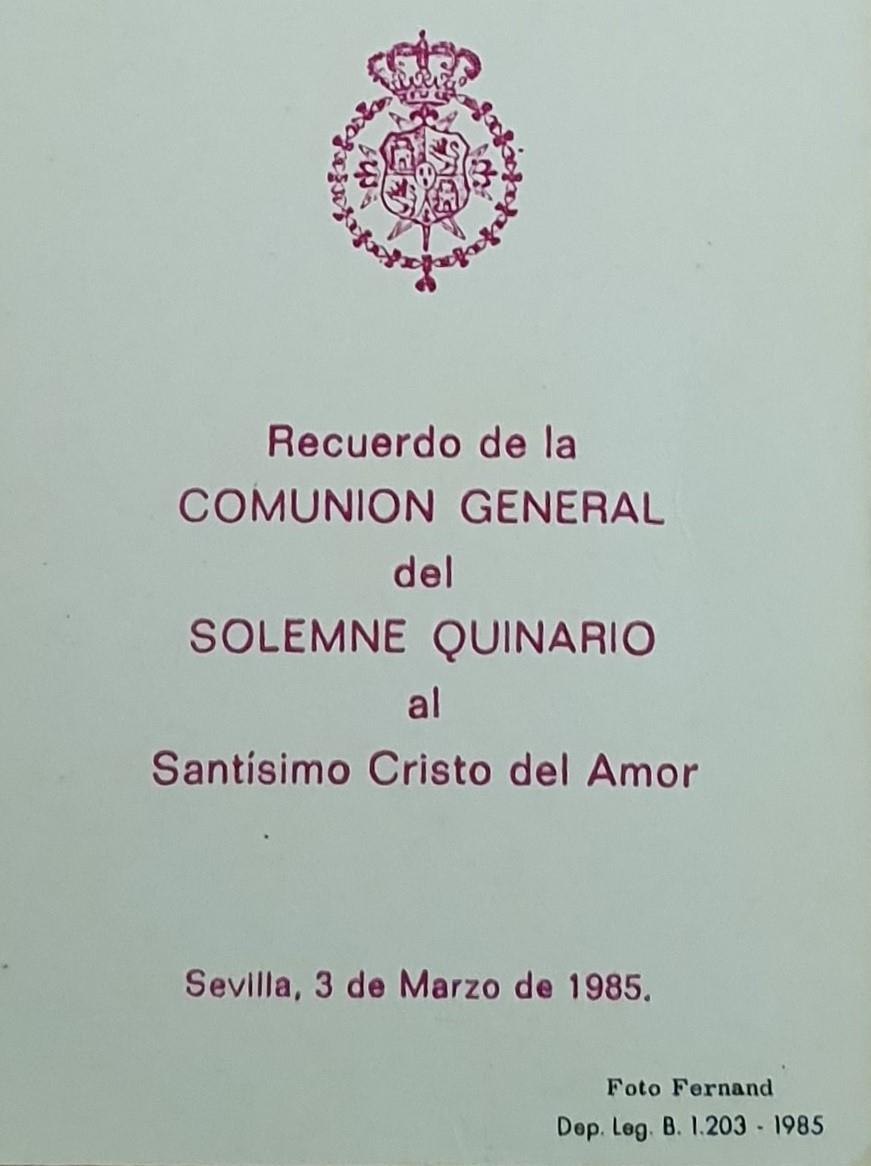 Recuerdo de la
COMUNION GENERAL
del
SOLEMNE QUINARIO
al
Santísimo Cristo del Amor
Sevilla, 3 de Marzo de 1985.
Foto Fernand
Dep. Leg. B. 1.203 - 1985